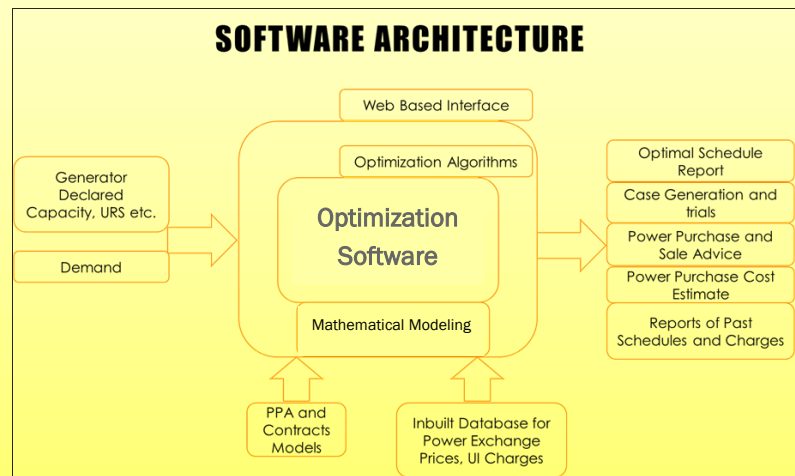 SOFTWARE ARCHITECTURE
Web Based Interface
Optimization Algorithms
Generator
Declared
Capacity, URS etc.
Demand
Optimization
Software
Mathematical Modeling
PPA and
Contracts
Models
Inbuilt Database for
Power Exchange
Prices, UI Charges
Optimal Schedule
Report
Case Generation and
trials
Power Purchase and
Sale Advice
Power Purchase Cost
Estimate
Reports of Past
Schedules and Charges